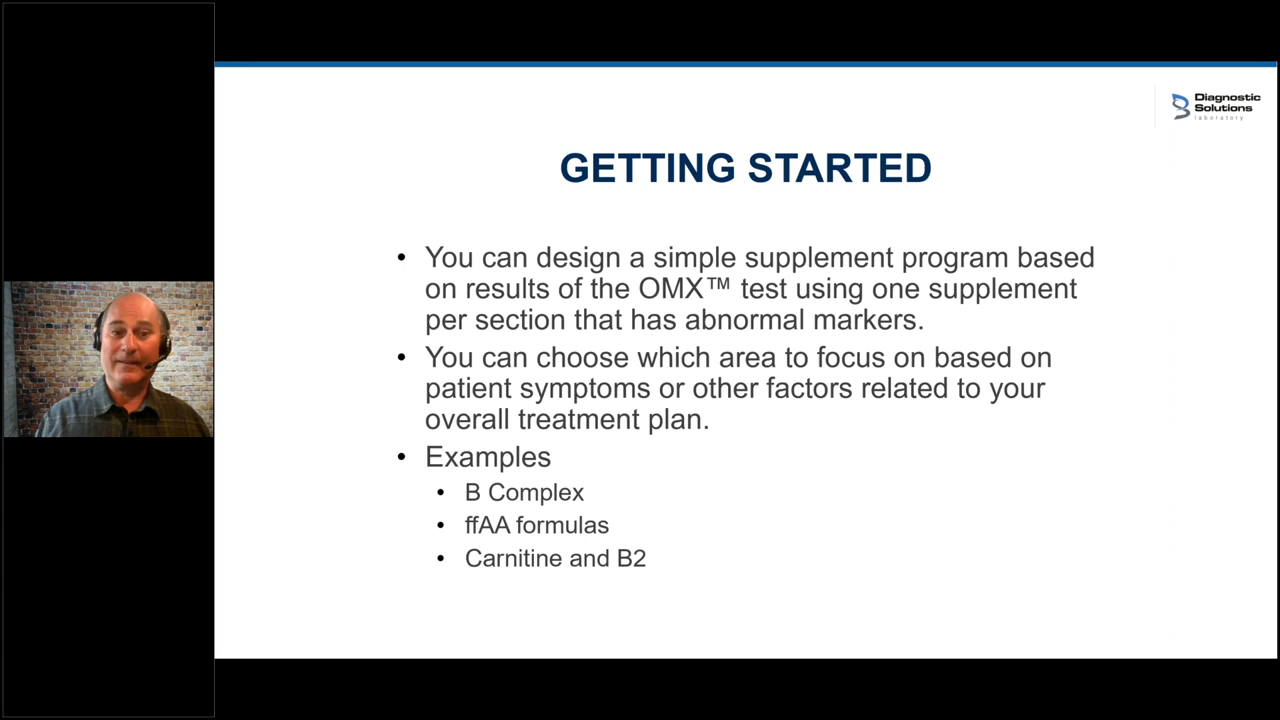 Diagnostic
Solutions
laboratory
GETTING STARTED
• You can design a simple supplement program based
on results of the OMX™ test using one supplement
per section that has abnormal markers.
• You can choose which area to focus on based on
patient symptoms or other factors related to your
overall treatment plan.
• Examples
• B Complex
• ffAA formulas
• Carnitine and B2